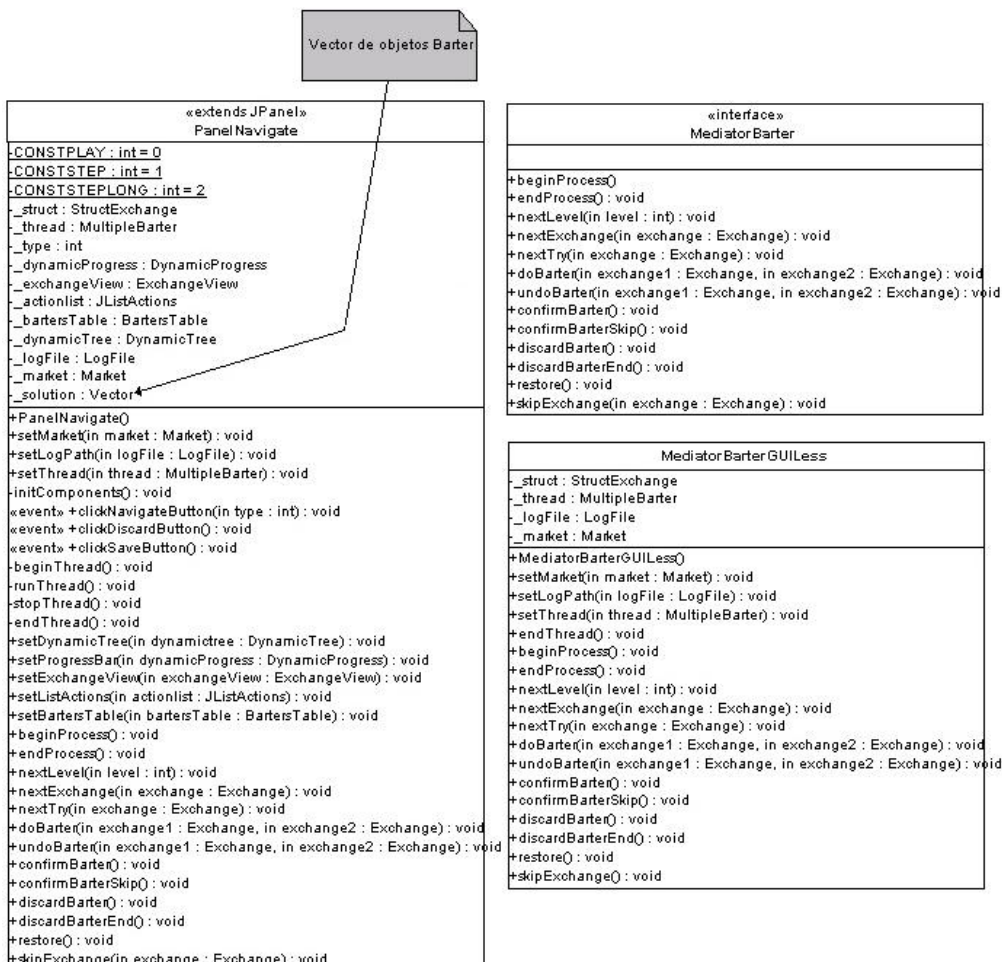 Vector de objetos Barter
«extends JPanel»
PanelNavigate
-CONSTPLAY : int = 0
-CONSTSTEP : int = 1
-CONSTSTEPLONG : int = 2
-_struct : StructExchange
-_thread : MultipleBarter
-_type : int
-_dynamicProgress : DynamicProgress
-_exchangeView : ExchangeView
-_actionlist : JListActions
-_bartersTable : BartersTable
-_dynamicTree : DynamicTree
-_logFile : LogFile
-_market : Market
-_solution : Vector
+PanelNavigate()
+setMarket(in market : Market) : void
+setLogPath(in logFile : LogFile) : void
+setThread(in thread : MultipleBarter) : void
-initComponents() : void
«event» +clickNavigateButton(in type : int) : void
«event» +clickDiscardButton() : void
«event» +clickSaveButton() : void
-beginThread() : void
-runThread() : void
-stopThread() : void
-endThread() : void
+setDynamicTree(in dynamictree : DynamicTree) : void
+setProgressBar(in dynamicProgress : DynamicProgress) : void
+setExchangeView(in exchangeView : ExchangeView) : void
+setListActions(in actionlist : JListActions) : void
+setBartersTable(in bartersTable : BartersTable) : void
+beginProcess() : void
+endProcess() : void
+nextLevel(in level : int) : void
+nextExchange(in exchange : Exchange) : void
+nextTry(in exchange : Exchange) : void
+doBarter(in exchange1 : Exchange, in exchange2 : Exchange) : void
+undoBarter(in exchange1 : Exchange, in exchange2 : Exchange) : void
+confirmBarter() : void
+confirmBarterSkip() : void
+discardBarter() : void
+discardBarterEnd() : void
+restore() : void
+skipExchange(in exchange : Exchange) : void
«interface»
MediatorBarter
+beginProcess()
+endProcess() : void
+nextLevel(in level : int) : void
+nextExchange(in exchange : Exchange) : void
+nextTry(in exchange : Exchange) : void
+doBarter(in exchange1 : Exchange, in exchange2 : Exchange) : void
+undoBarter(in exchange1 : Exchange, in exchange2 : Exchange) : void
+confirmBarter() : void
+confirmBarterSkip() : void
+discardBarter() : void
+discardBarterEnd() : void
+restore() : void
+skipExchange(in exchange : Exchange) : void
MediatorBarterGUILess
-_struct : StructExchange
-_thread : MultipleBarter
-_logFile : LogFile
-_market : Market
+MediatorBarterGUILess()
+setMarket(in market : Market) : void
+setLogPath(in logFile : LogFile) : void
+setThread(in thread : MultipleBarter) : void
+endThread() : void
+beginProcess() : void
+endProcess() : void
+nextLevel(in level : int) : void
+nextExchange(in exchange : Exchange) : void
+nextTry(in exchange : Exchange) : void
+doBarter(in exchange1 : Exchange, in exchange2 : Exchange) : void
+undoBarter(in exchange1 : Exchange, in exchange2 : Exchange) : void
+confirmBarter() : void
+confirmBarterSkip() : void
+discardBarter() : void
+discardBarterEnd() : void
+restore() : void
+skipExchange() : void